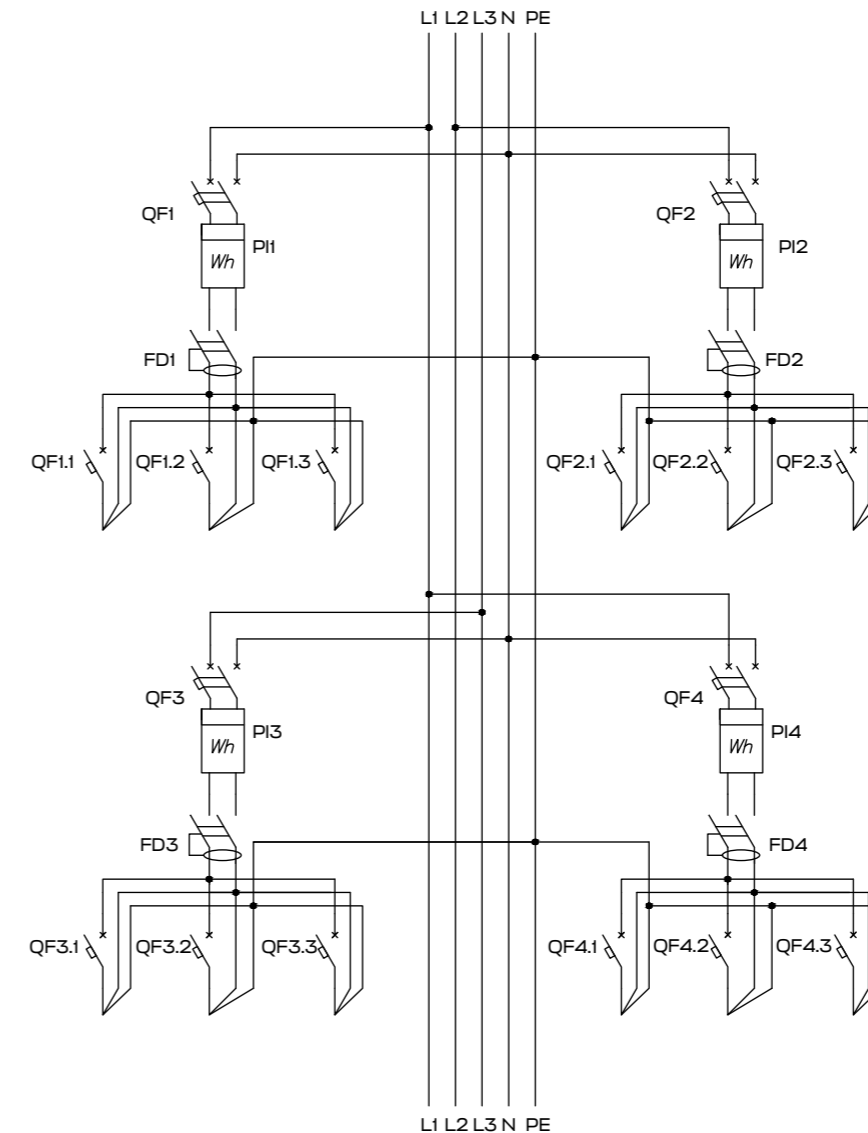 L1 L2 L3 N PE
QF1
PI1
Wh
QF2
PI2
Wh
FD1
FD2
QF1.1
QF1.2
QF1.3
QF2.1
QF2.2
QF2.3
QF3
PI3
Wh
QF4
PI4
Wh
FD3
FD4
QF3.1
QF3.2
QF3.3
QF4.1
QF4.2
QF4.3
L1 L2 L3 N PE